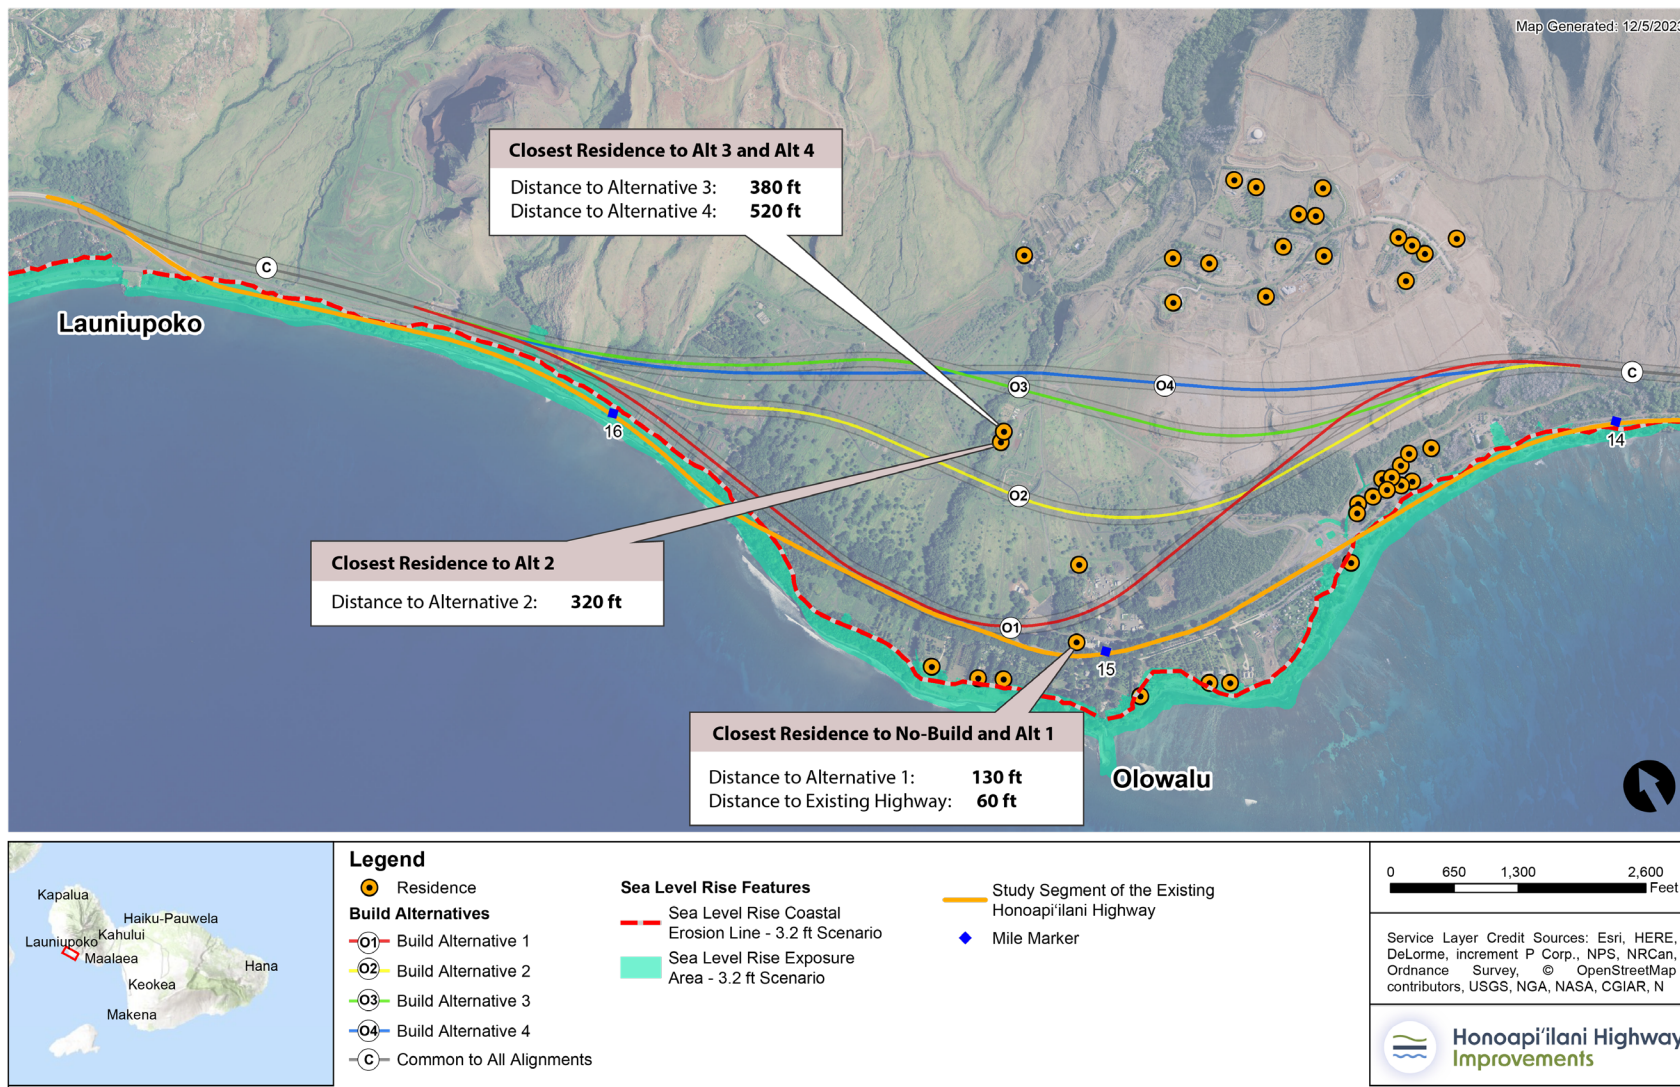 Map Generated: 12/5/2023
Closest Residence to Alt 3 and Alt 4
Distance to Alternative 3: 380 ft
Distance to Alternative 4: 520 ft
C
Launiupoko
O3
O4
C
16
14
O2
Closest Residence to Alt 2
Distance to Alternative 2: 320 ft
O1
15
Closest Residence to No-Build and Alt 1
Distance to Alternative 1: 130 ft
Distance to Existing Highway: 60 ft
Olowalu
Kapalua
Haiku-Pauwela
Kahului
Launiupoko
Maalaea
Hana
Keokea
Makena
Legend
Residence
Build Alternatives
O1 Build Alternative 1
O2 Build Alternative 2
O3 Build Alternative 3
O4 Build Alternative 4
C Common to All Alignments
Sea Level Rise Features
Sea Level Rise Coastal
Erosion Line - 3.2 ft Scenario
Sea Level Rise Exposure
Area - 3.2 ft Scenario
Study Segment of the Existing
Honoapiʻilani Highway
Mile Marker
0 650 1,300 2,600
Feet
Service Layer Credit Sources: Esri, HERE,
DeLorme, increment P Corp., NPS, NRCan,
Ordnance Survey, © OpenStreetMap
contributors, USGS, NGA, NASA, CGIAR, N
Honoapiʻilani Highway
Improvements